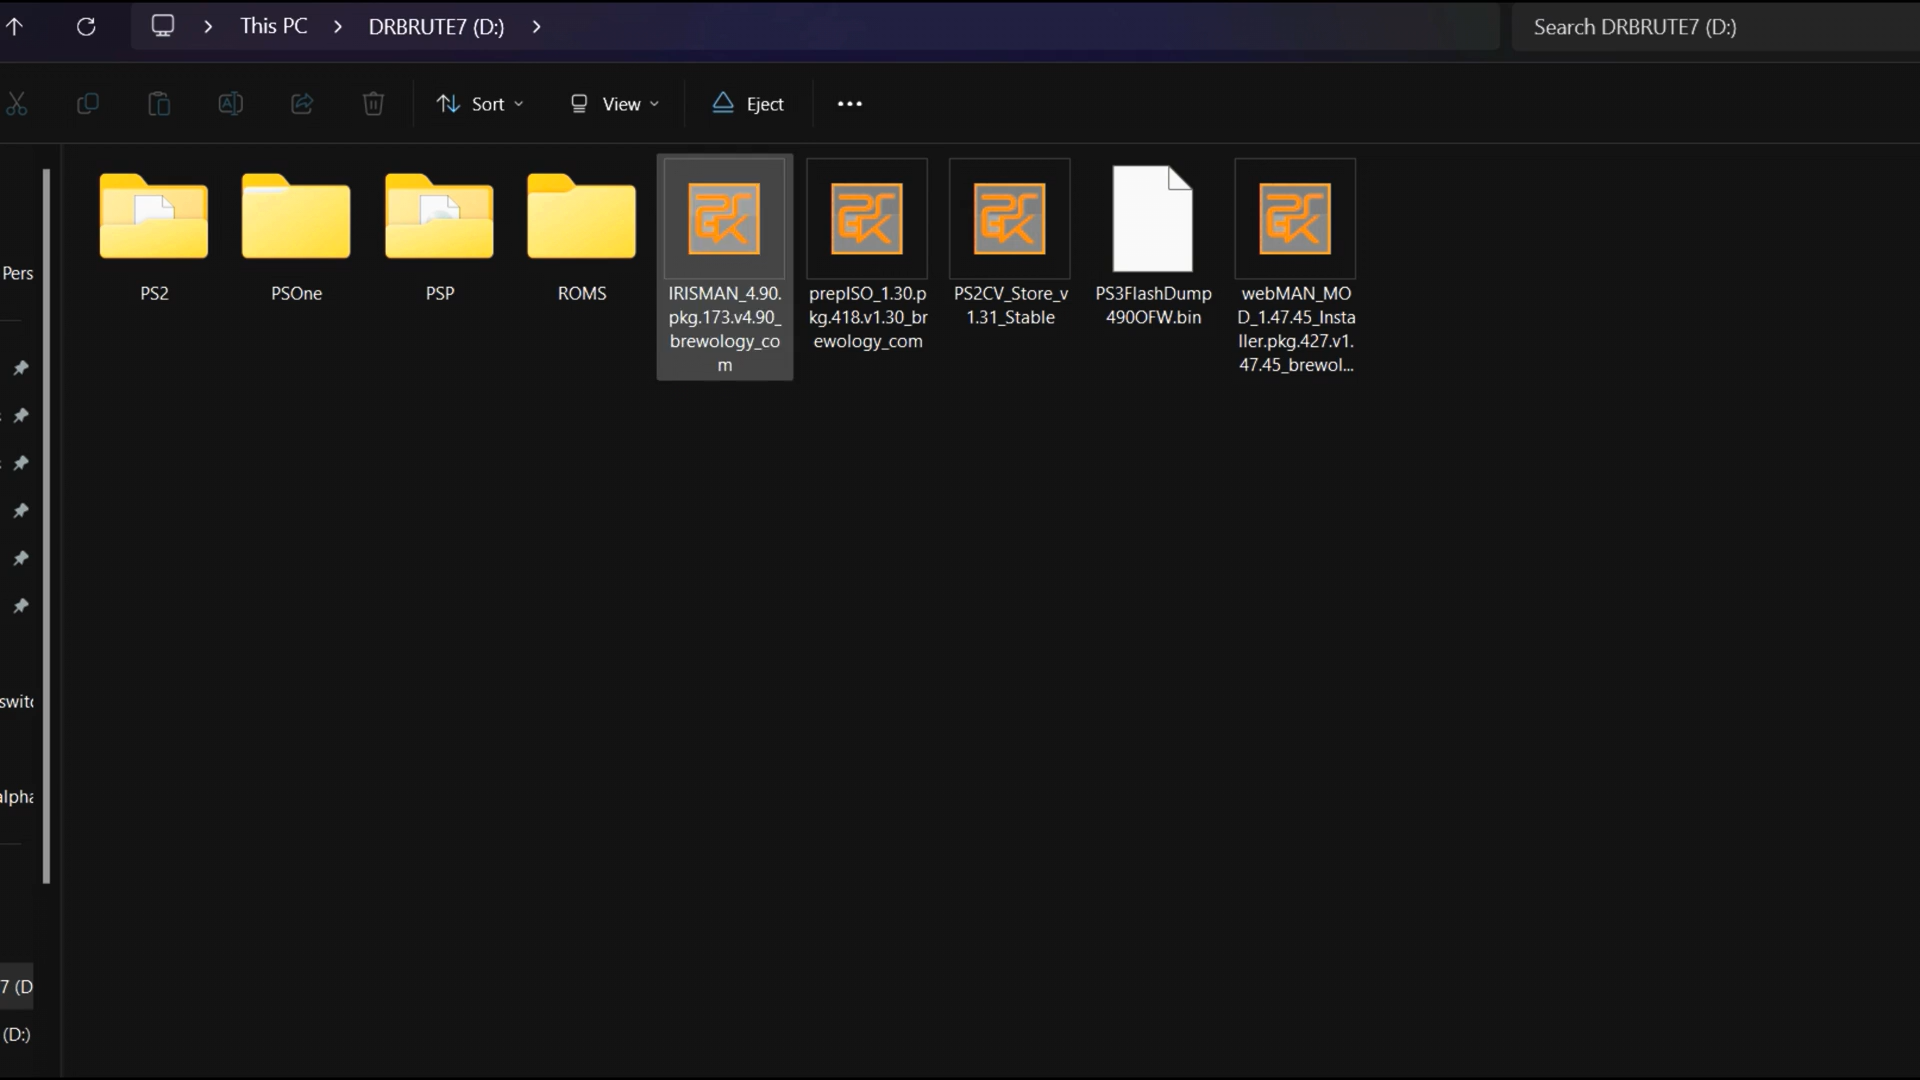 This PC
DRBRUTE7 (D:)
Search DRBRUTE7 (D:)
Sort
View
Eject
PS2
PSOne
PSP
ROMS
IRISMAN_4.90.
pkg.173.v4.90_
brewology_co
m
prepISO_1.30.p
kg.418.v1.30_br
ewology_com
PS2CV_Store_v
1.31_Stable
PS3FlashDump
490OFW.bin
webMAN_MO
D_1.47.45_Insta
ller.pkg.427.v1.
47.45_brewol...
Pers
switc
alpha
7 (D
(D:)